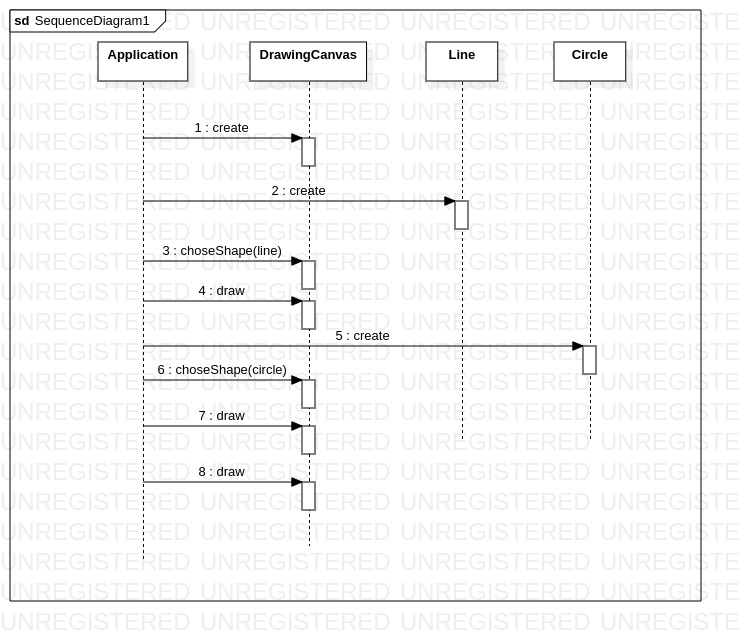 sd SequenceDiagram1
Application DrawingCanvas Line Circle
1 : create
2 : create
3 : choseShape(line)
4 : draw
5 : create
6 : choseShape(circle)
7 : draw
8 : draw
UNREGISTERED UNREGISTERED UNREGISTERED UNREGISTERED